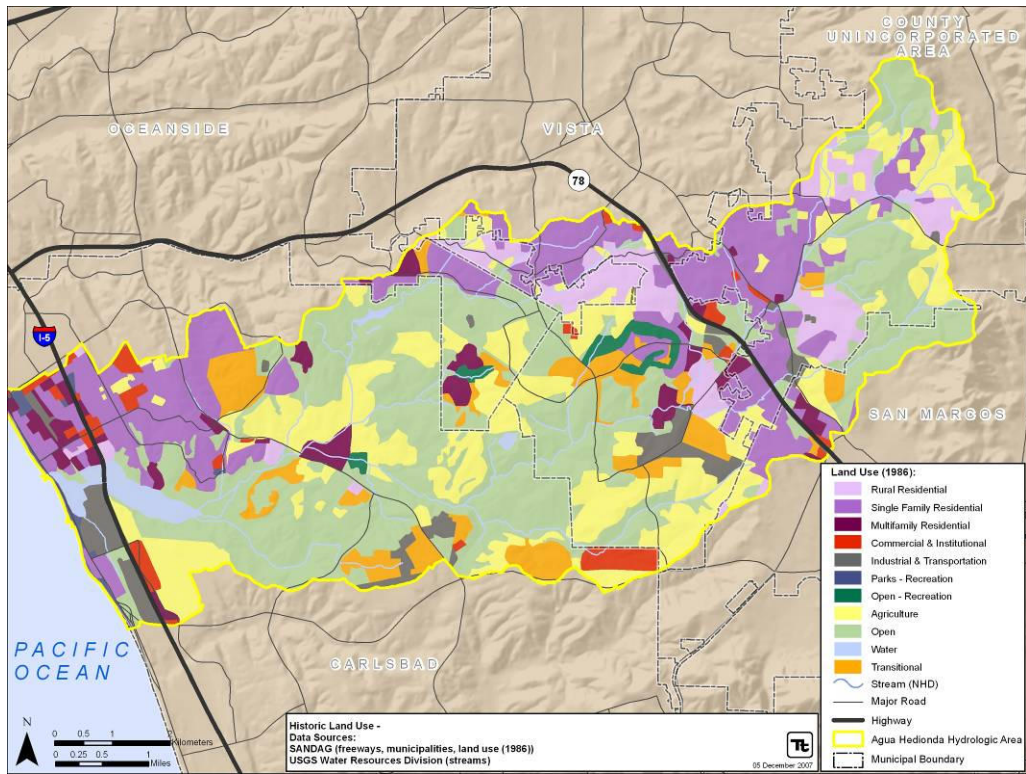 COUNTY
UNINCORPORATED
AREA
OCEANSIDE
VISTA
78
I-5
SAN MARCOS
PACIFIC
OCEAN
CARLSBAD
Land Use (1986):
Rural Residential
Single Family Residential
Multifamily Residential
Commercial & Institutional
Industrial & Transportation
Parks - Recreation
Open - Recreation
Agriculture
Open
Water
Transitional
Stream (NHD)
Major Road
Highway
Agua Hedionda Hydrologic Area
Municipal Boundary
N
0 0.5 1 2
Kilometers
0 0.25 0.5 1
Miles
Historic Land Use -
Data Sources:
SANDAG (freeways, municipalities, land use (1986))
USGS Water Resources Division (streams)
Tt
05 December 2007